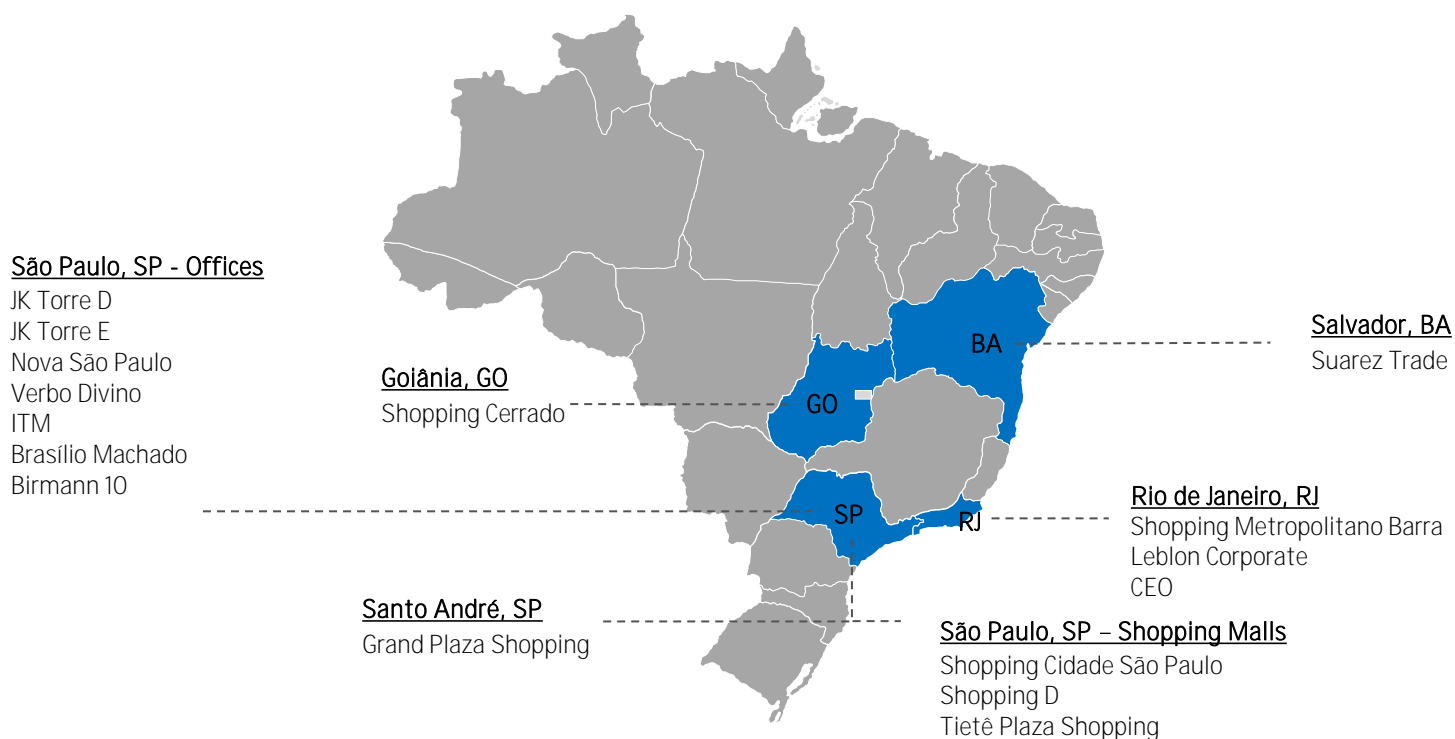 São Paulo, SP - Offices
JK Torre D
JK Torre E
Nova São Paulo
Verbo Divino
ITM
Brasílio Machado
Birmann 10
Goiânia, GO
Shopping Cerrado
Santo André, SP
Grand Plaza Shopping
BA
GO
SP
RJ
Salvador, BA
Suarez Trade
Rio de Janeiro, RJ
Shopping Metropolitano Barra
Leblon Corporate
CEO
São Paulo, SP – Shopping Malls
Shopping Cidade São Paulo
Shopping D
Tietê Plaza Shopping